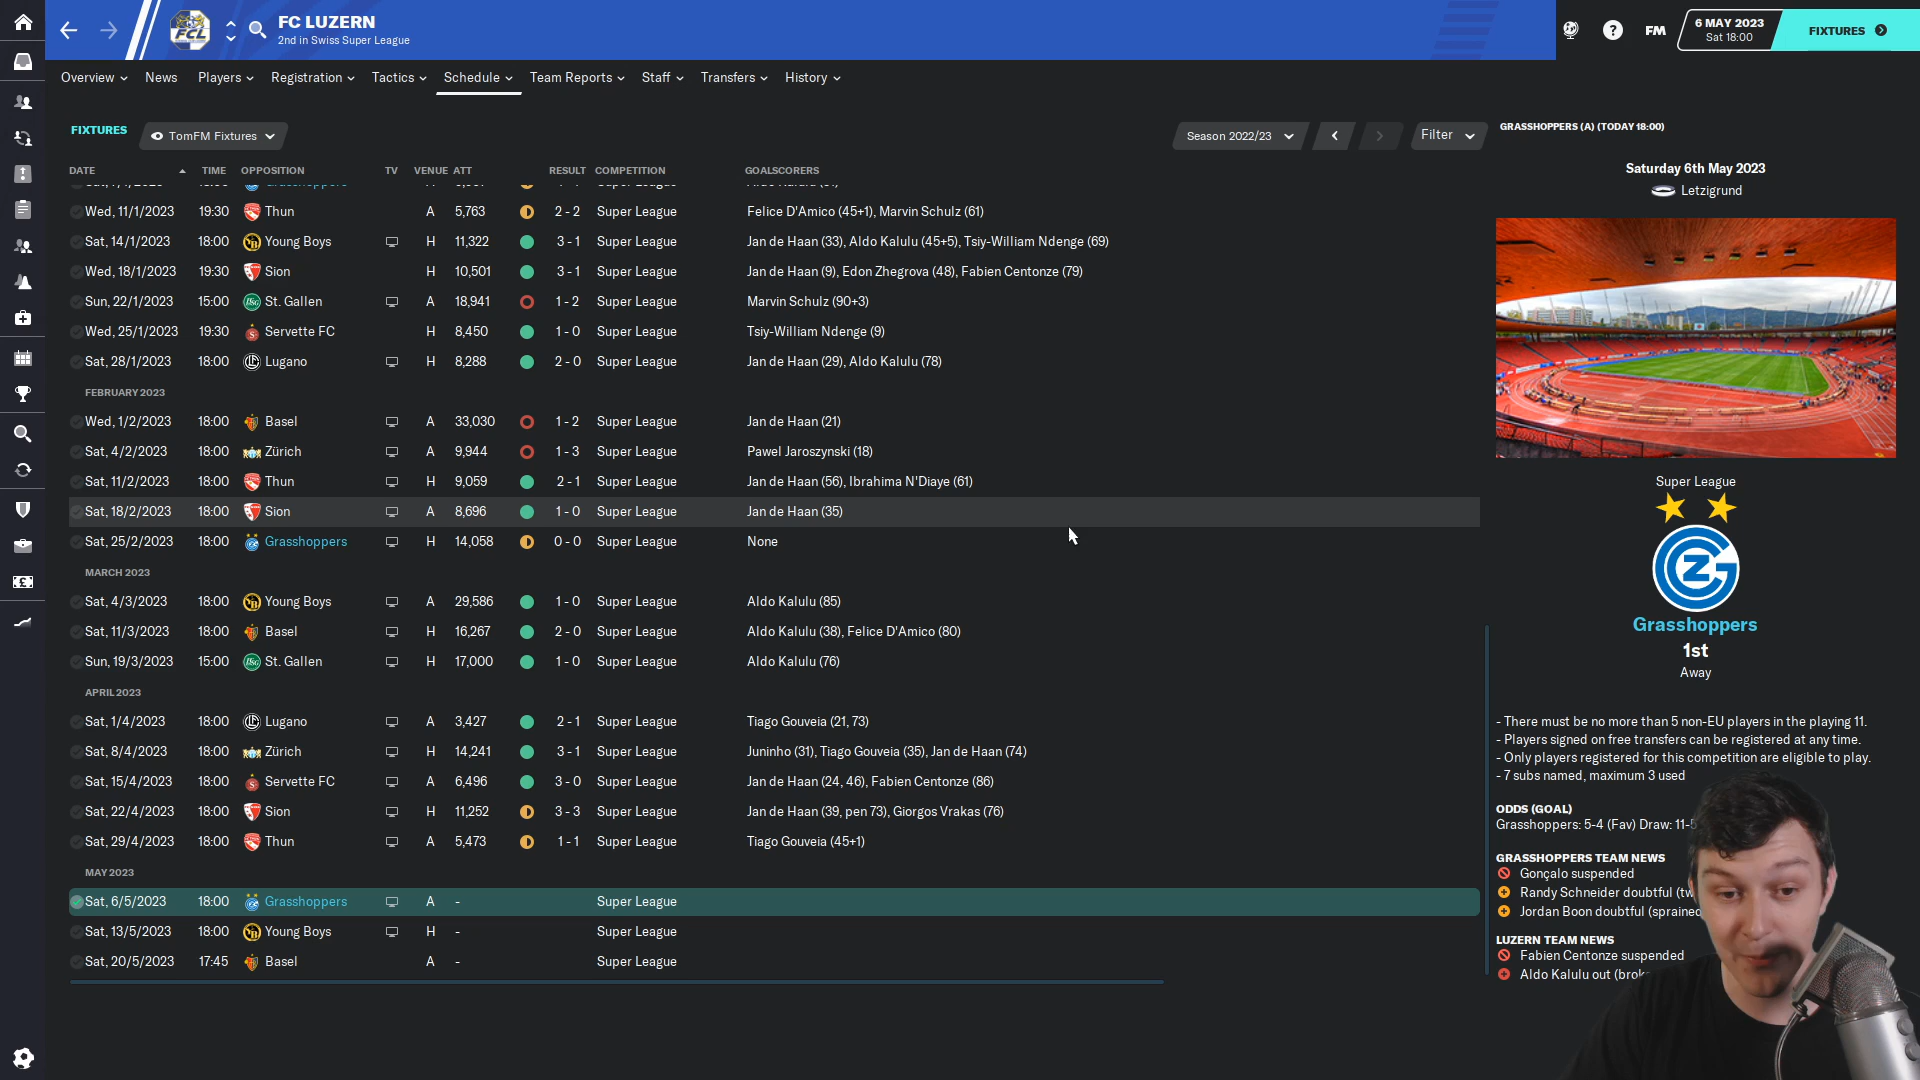 FC LUZERN
2nd in Swiss Super League
6 MAY 2023
Sat 18:00
FM
FIXTURES
Overview
News
Players
Registration
Tactics
Schedule
Team Reports
Staff
Transfers
History
FIXTURES
TomFM Fixtures
Season 2022/23
Filter
DATE TIME OPPOSITION TV VENUE ATT RESULT COMPETITION GOALSCORERS
Wed, 11/1/2023 19:30 Thun A 5,763 2 - 2 Super League Felice D'Amico (45+1), Marvin Schulz (61)
Sat, 14/1/2023 18:00 Young Boys H 11,322 3 - 1 Super League Jan de Haan (33), Aldo Kalulu (45+5), Tsiy-William Ndenge (69)
Wed, 18/1/2023 19:30 Sion H 10,501 3 - 1 Super League Jan de Haan (9), Edon Zhegrova (48), Fabien Centonze (79)
Sun, 22/1/2023 15:00 St. Gallen A 18,941 1 - 2 Super League Marvin Schulz (90+3)
Wed, 25/1/2023 19:30 Servette FC H 8,450 1 - 0 Super League Tsiy-William Ndenge (9)
Sat, 28/1/2023 18:00 Lugano H 8,288 2 - 0 Super League Jan de Haan (29), Aldo Kalulu (78)
FEBRUARY 2023
Wed, 1/2/2023 18:00 Basel A 33,030 1 - 2 Super League Jan de Haan (21)
Sat, 4/2/2023 18:00 Zürich A 9,944 1 - 3 Super League Pawel Jaroszynski (18)
Sat, 11/2/2023 18:00 Thun H 9,059 2 - 1 Super League Jan de Haan (56), Ibrahima N'Diaye (61)
Sat, 18/2/2023 18:00 Sion A 8,696 1 - 0 Super League Jan de Haan (35)
Sat, 25/2/2023 18:00 Grasshoppers H 14,058 0 - 0 Super League None
MARCH 2023
Sat, 4/3/2023 18:00 Young Boys A 29,586 1 - 0 Super League Aldo Kalulu (85)
Sat, 11/3/2023 18:00 Basel H 16,267 2 - 0 Super League Aldo Kalulu (38), Felice D'Amico (80)
Sun, 19/3/2023 15:00 St. Gallen H 17,000 1 - 0 Super League Aldo Kalulu (76)
APRIL 2023
Sat, 1/4/2023 18:00 Lugano A 3,427 2 - 1 Super League Tiago Gouveia (21, 73)
Sat, 8/4/2023 18:00 Zürich H 14,241 3 - 1 Super League Juninho (31), Tiago Gouveia (35), Jan de Haan (74)
Sat, 15/4/2023 18:00 Servette FC A 6,496 3 - 0 Super League Jan de Haan (24, 46), Fabien Centonze (86)
Sat, 22/4/2023 18:00 Sion H 11,252 3 - 3 Super League Jan de Haan (39, pen 73), Giorgos Vrakas (76)
Sat, 29/4/2023 18:00 Thun A 5,473 1 - 1 Super League Tiago Gouveia (45+1)
MAY 2023
Sat, 6/5/2023 18:00 Grasshoppers A - Super League
Sat, 13/5/2023 18:00 Young Boys H - Super League
Sat, 20/5/2023 17:45 Basel A - Super League
GRASSHOPPERS (A) (TODAY 18:00)
Saturday 6th May 2023
Letzigrund
Super League
Grasshoppers
1st
Away
- There must be no more than 5 non-EU players in the playing 11.
- Players signed on free transfers can be registered at any time.
- Only players registered for this competition are eligible to play.
- 7 subs named, maximum 3 used
ODDS (GOAL)
Grasshoppers: 5-4 (Fav) Draw:
GRASSHOPPERS TEAM NEWS
Gonçalo suspended
Randy Schneider doubtful
Jordan Boon doubtful (sprained
LUZERN TEAM NEWS
Fabien Centonze suspended
Aldo Kalulu out